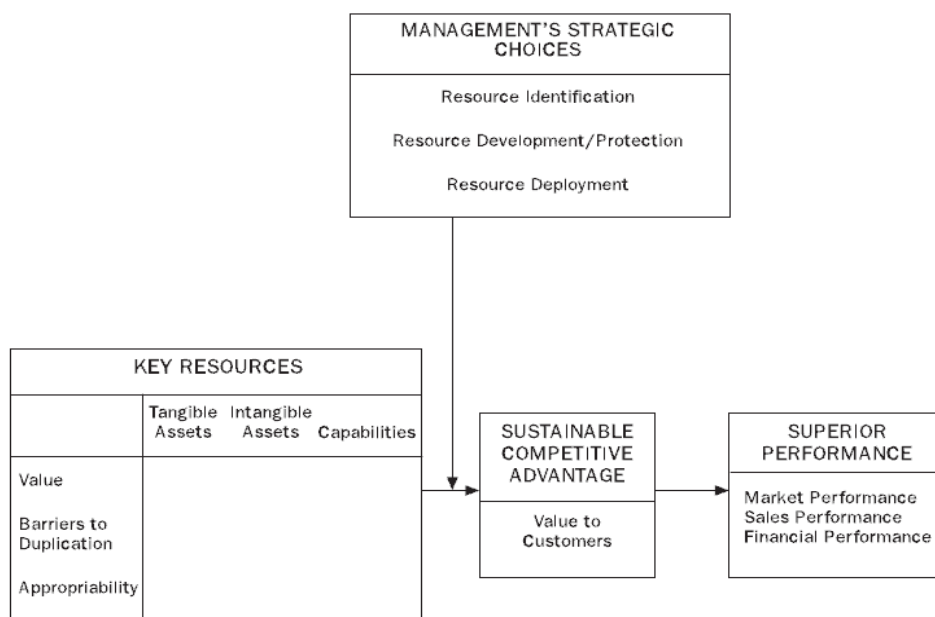 MANAGEMENT'S STRATEGIC
CHOICES
Resource Identification
Resource Development/Protection
Resource Deployment
KEY RESOURCES
Tangible Assets
Intangible Assets
Capabilities
Value
Barriers to
Duplication
Appropriability
SUSTAINABLE
COMPETITIVE
ADVANTAGE
Value to
Customers
SUPERIOR
PERFORMANCE
Market Performance
Sales Performance
Financial Performance